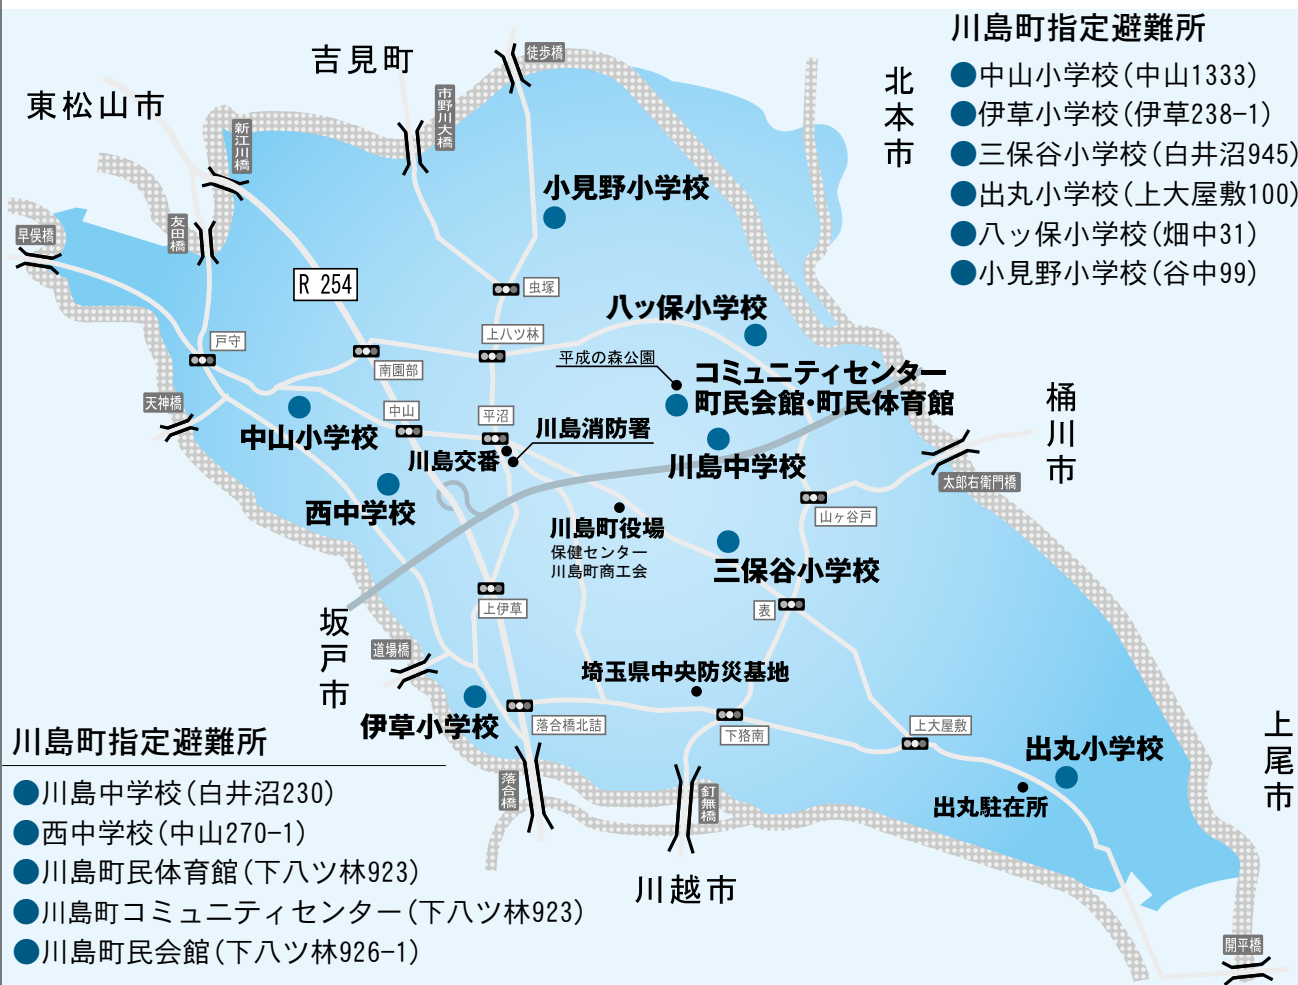 川島町指定避難所
●中山小学校(中山1333)
●伊草小学校(伊草238-1)
●三保谷小学校(白井沼945)
●出丸小学校(上大屋敷100)
●八ッ保小学校(畑中31)
●小見野小学校(谷中99)
吉見町
東松山市
北本市
徒歩橋
市野川大橋
新江川橋
友田橋
早俣橋
小見野小学校
R 254
虫塚
八ッ保小学校
上八ツ林
戸守
南園部
平成の森公園
コミュニティセンター
町民会館・町民体育館
桶川市
天神橋
中山
平沼
中山小学校
川島消防署
川島交番
川島中学校
太郎右衛門橋
西中学校
山ヶ谷戸
川島町役場
保健センター
川島町商工会
三保谷小学校
上伊草
表
坂戸市
道場橋
埼玉県中央防災基地
伊草小学校
落合橋北詰
下狢南
上大屋敷
出丸小学校
上尾市
落合橋
釘無橋
出丸駐在所
川越市
開平橋
川島町指定避難所
●川島中学校(白井沼230)
●西中学校(中山270-1)
●川島町民体育館(下八ツ林923)
●川島町コミュニティセンター(下八ツ林923)
●川島町民会館(下八ツ林926-1)